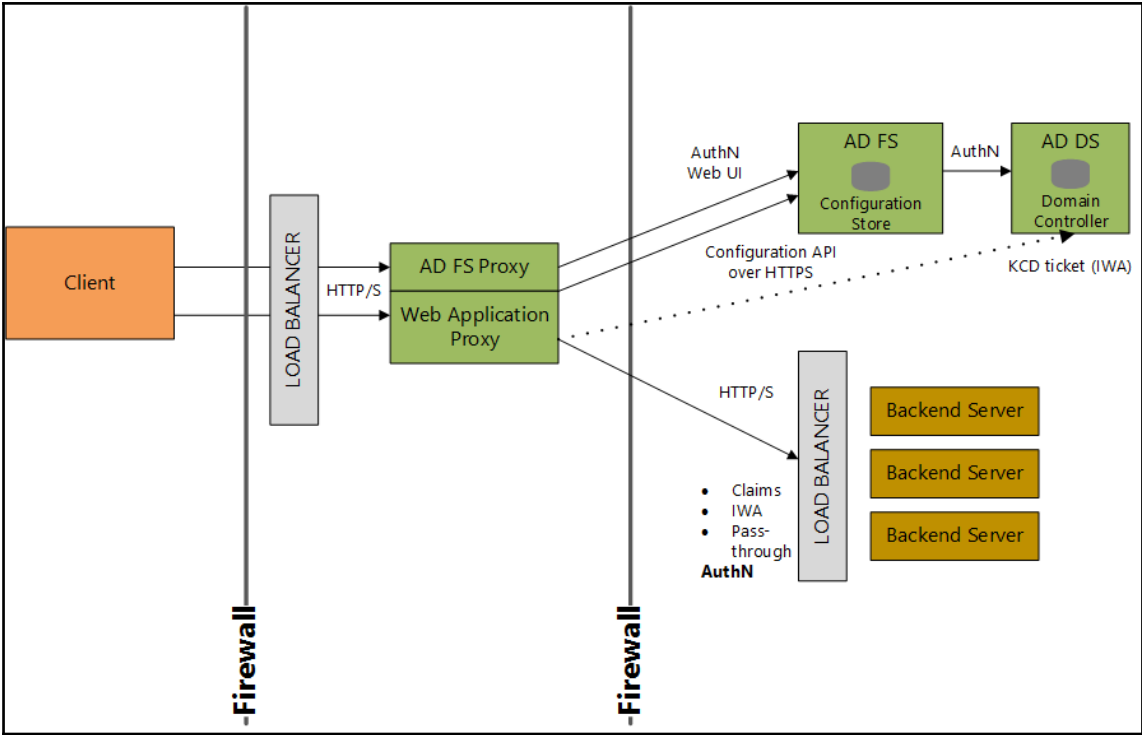 Client
LOAD BALANCER
HTTP/S
AD FS Proxy
Web Application
Proxy
AuthN
Web UI
Configuration API
over HTTPS
AD FS
Configuration
Store
AuthN
AD DS
Domain
Controller
KCD ticket (IWA)
HTTP/S
• Claims
• IWA
• Pass-
through
AuthN
LOAD BALANCER
Backend Server
Backend Server
Backend Server
Firewall
Firewall